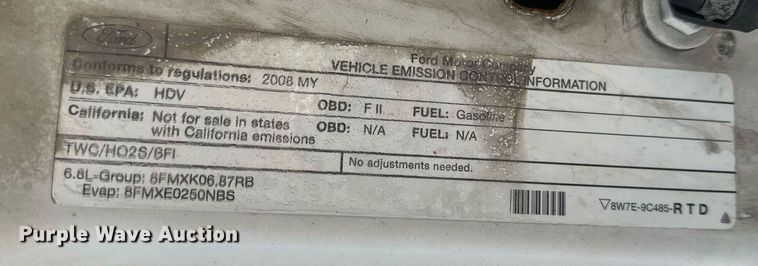 Ford
Ford Motor Company
VEHICLE EMISSION CONTROL INFORMATION
Conforms to regulations: 2008 MY
U.S. EPA: HDV OBD: F II FUEL: Gasoline
California: Not for sale in states with California emissions OBD: N/A FUEL: N/A
TWC/HO2S/SFI
No adjustments needed.
6.8L-Group: 8FMXK06.87RB
Evap: 8FMXE0250NBS
▽8W7E-9C485-RTD
Purple Wave Auction